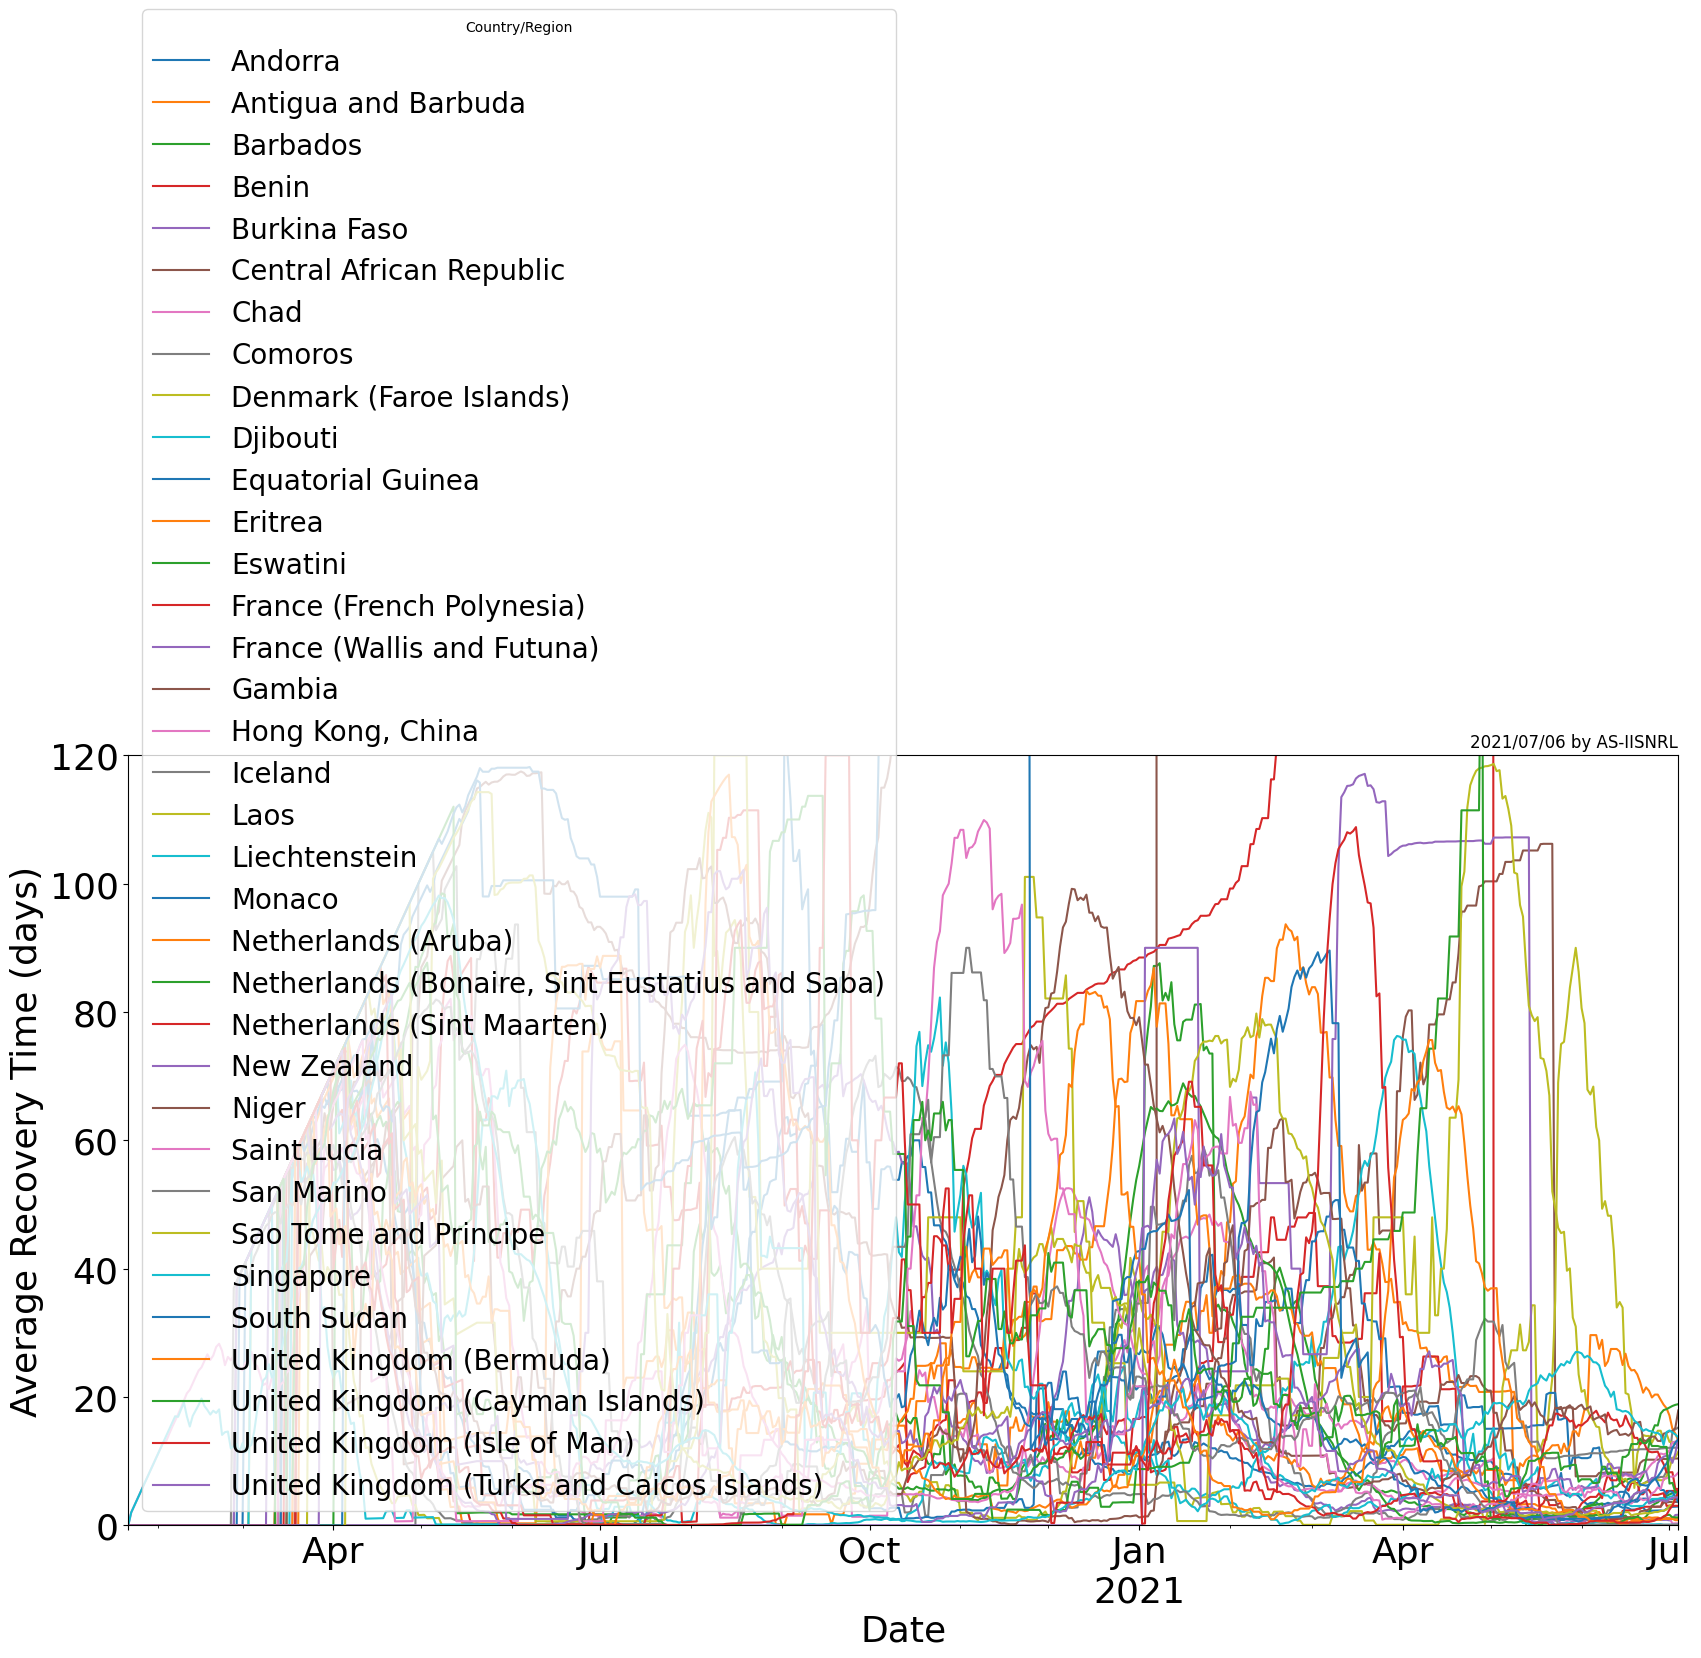 Country/Region
Andorra
Antigua and Barbuda
Barbados
Benin
Burkina Faso
Central African Republic
Chad
Comoros
Denmark (Faroe Islands)
Djibouti
Equatorial Guinea
Eritrea
Eswatini
France (French Polynesia)
France (Wallis and Futuna)
Gambia
Hong Kong, China
Iceland
Laos
Liechtenstein
Monaco
Netherlands (Aruba)
Netherlands (Bonaire, Sint Eustatius and Saba)
Netherlands (Sint Maarten)
New Zealand
Niger
Saint Lucia
San Marino
Sao Tome and Principe
Singapore
South Sudan
United Kingdom (Bermuda)
United Kingdom (Cayman Islands)
United Kingdom (Isle of Man)
United Kingdom (Turks and Caicos Islands)
2021/07/06 by AS-IISNRL
Average Recovery Time (days)
120
100
80
60
40
20
0
Apr
Jul
Oct
Jan
2021
Apr
Jul
Date